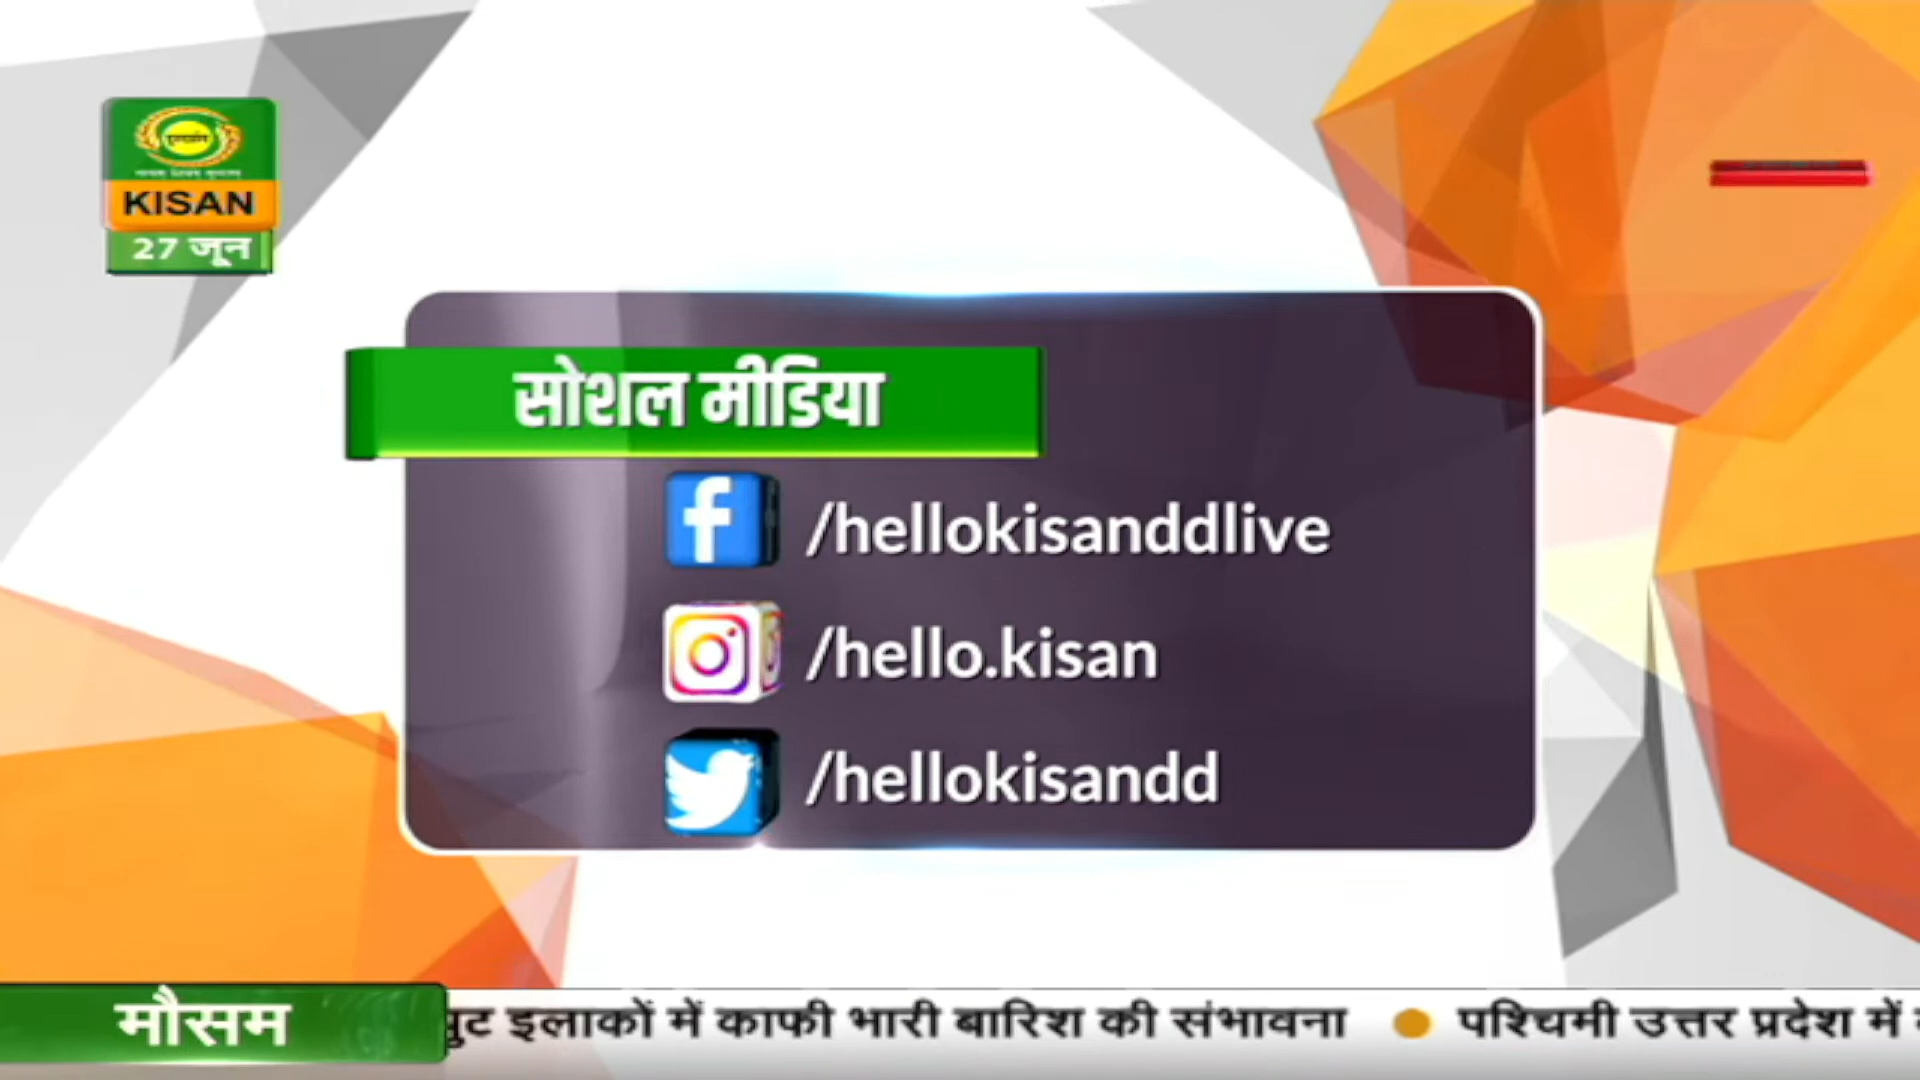 KISAN
27 जून
सोशल मीडिया
/hellokisanddlive
/hello.kisan
/hellokisandd
मौसम
इलाकों में काफी भारी बारिश की संभावना
पश्चिमी उत्तर प्रदेश में